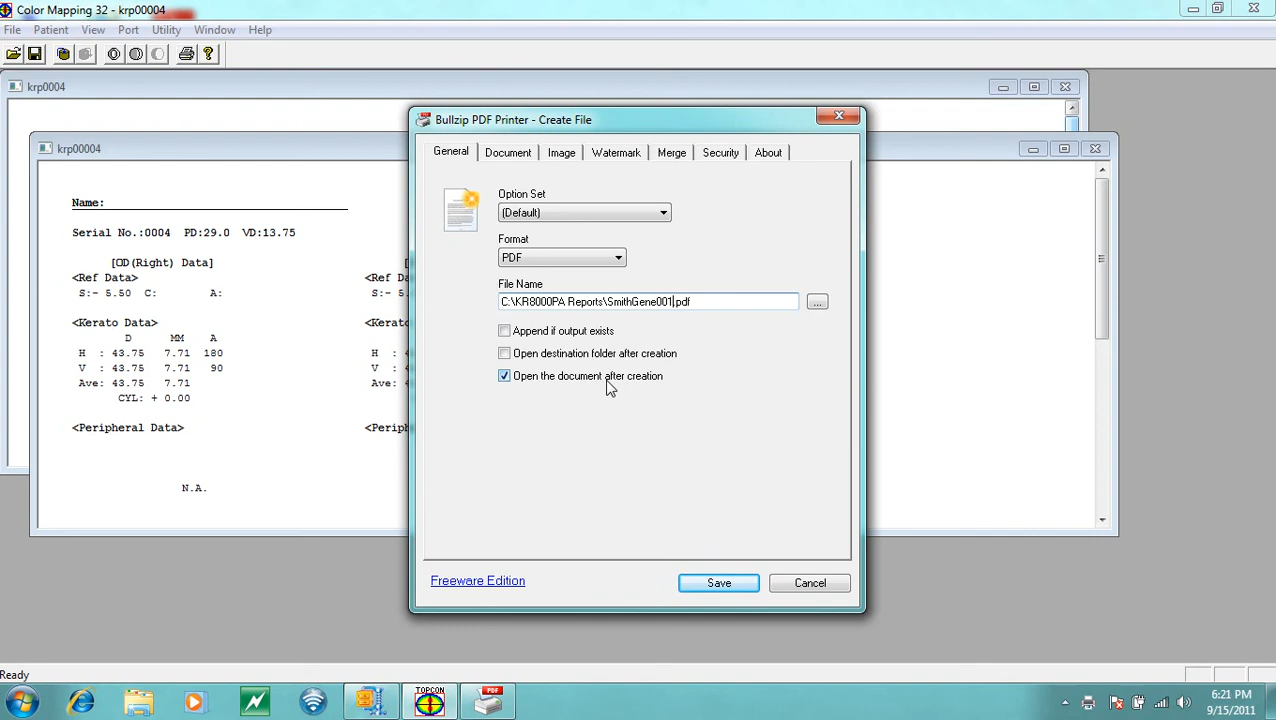 Color Mapping 32 - krp00004
File Patient View Port Utility Window Help
krp0004
krp00004
Bullzip PDF Printer - Create File
General Document Image Watermark Merge Security About
Name:
Serial No.:0004 PD:29.0 VD:13.75
[OD(Right) Data] [
<Ref Data> <Ref
S:- 5.50 C: A: S:- 5.
<Kerato Data> <Kerato
D MM A
H : 43.75 7.71 180 H : 4
V : 43.75 7.71 90 V : 4
Ave: 43.75 7.71 Ave: 4
CYL: + 0.00
<Peripheral Data> <Periph
N.A.
Option Set
(Default)
Format
PDF
File Name
C:\KR8000PA Reports\SmithGene001.pdf
...
Append if output exists
Open destination folder after creation
Open the document after creation
Freeware Edition
Save Cancel
Ready
TOPCON
PDF
6:21 PM
9/15/2011